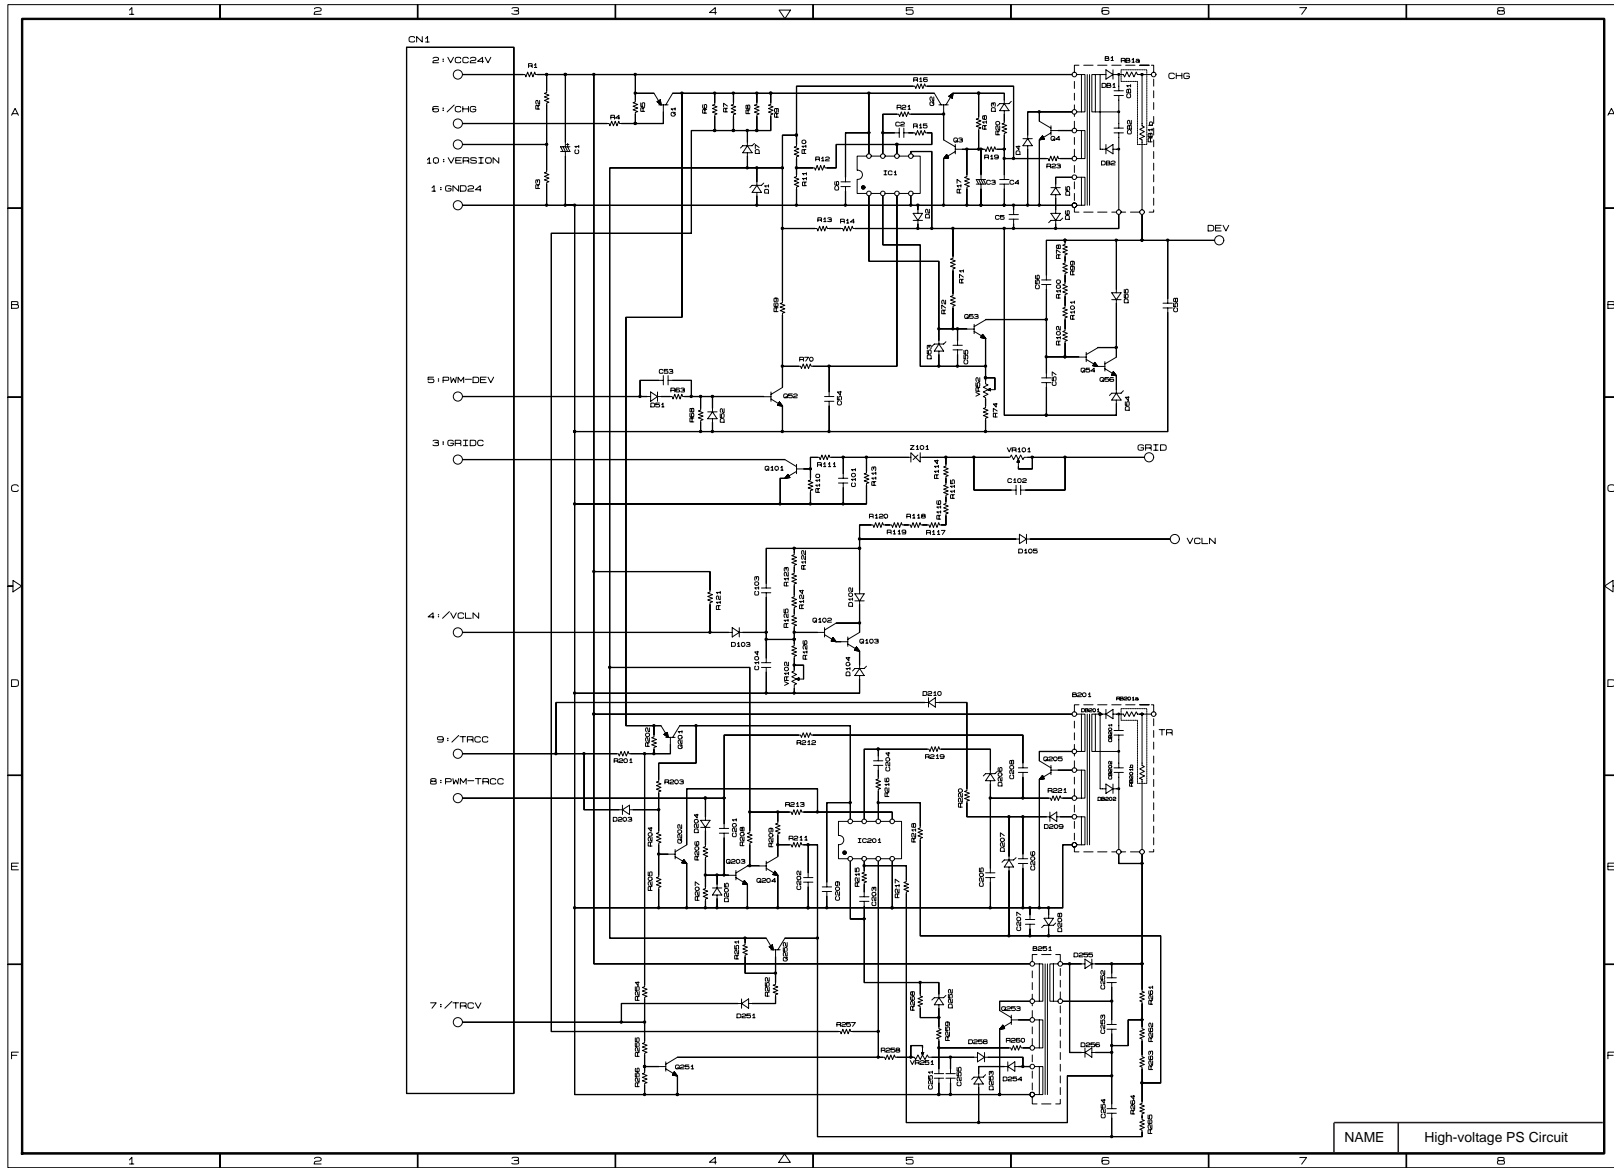 1 2 3 4 5 6 7 8
A A
B B
C C
D D
E E
F F
CN1
2:VCC24V
6:/CHG
10:VERSION
1:GND24
5:PWM-DEV
3:GRIDC
4:/VCLN
9:/TRCC
8:PWM-TRCC
7:/TRCV
R1
R2
R3
C1
R4
R5
Q1
R6
R7
R8
R9
D7
D1
R10
R11
R12
R16
R21
C2
R15
C6
IC1
Q2
Q3
R17
R18
D3
R20
R19
C3
C4
D2
C5
D4
Q4
R23
D5
D6
B1
RB1a
DB1
CB1
CB2
DB2
RB1b
CHG
R13
R14
DEV
R69
R71
R72
Q53
D53
C55
VR52
R74
C56
R78
R99
R100
R101
R102
D55
C58
Q54
Q56
C57
D54
R70
C54
Q52
C53
D51
R63
R68
D52
Q101
R111
R110
C101
R113
Z101
R114
R115
R116
VR101
C102
GRID
R120
R119
R118
R117
D105
VCLN
R121
C103
R122
R123
R124
R125
D102
D103
Q102
Q103
C104
R126
VR102
D104
D210
B201
RB201a
DB201
CB201
CB202
RB201b
DB202
TR
R202
Q201
R201
R203
R212
C204
R216
R219
D206
C208
Q205
R221
R220
D209
D203
R204
Q202
D204
C201
R208
R213
R209
R211
IC201
R218
R206
Q203
Q204
R205
R207
D205
C202
C209
R215
C203
R217
D207
C206
C205
C207
D208
R251
Q252
R252
D251
R254
R257
R255
R256
Q251
R258
VR251
R268
D252
R259
D258
R260
Q253
C251
C255
D253
D254
B251
D255
C252
C253
D256
C254
R261
R262
R263
R264
R265
NAME High-voltage PS Circuit
1 2 3 4 5 6 7 8